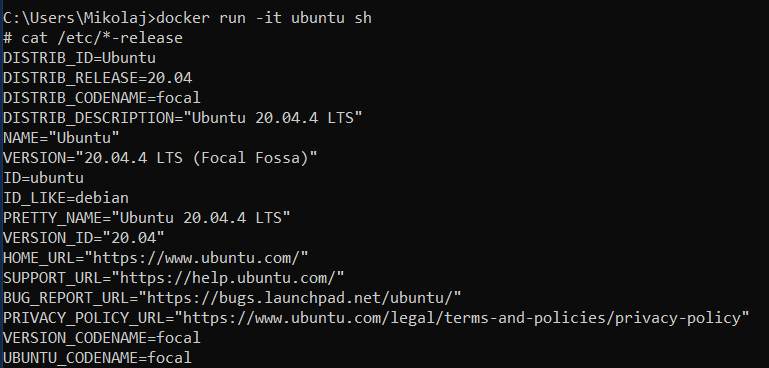 C:\Users\Mikolaj>docker run -it ubuntu sh
# cat /etc/*-release
DISTRIB_ID=Ubuntu
DISTRIB_RELEASE=20.04
DISTRIB_CODENAME=focal
DISTRIB_DESCRIPTION="Ubuntu 20.04.4 LTS"
NAME="Ubuntu"
VERSION="20.04.4 LTS (Focal Fossa)"
ID=ubuntu
ID_LIKE=debian
PRETTY_NAME="Ubuntu 20.04.4 LTS"
VERSION_ID="20.04"
HOME_URL="https://www.ubuntu.com/"
SUPPORT_URL="https://help.ubuntu.com/"
BUG_REPORT_URL="https://bugs.launchpad.net/ubuntu/"
PRIVACY_POLICY_URL="https://www.ubuntu.com/legal/terms-and-policies/privacy-policy"
VERSION_CODENAME=focal
UBUNTU_CODENAME=focal